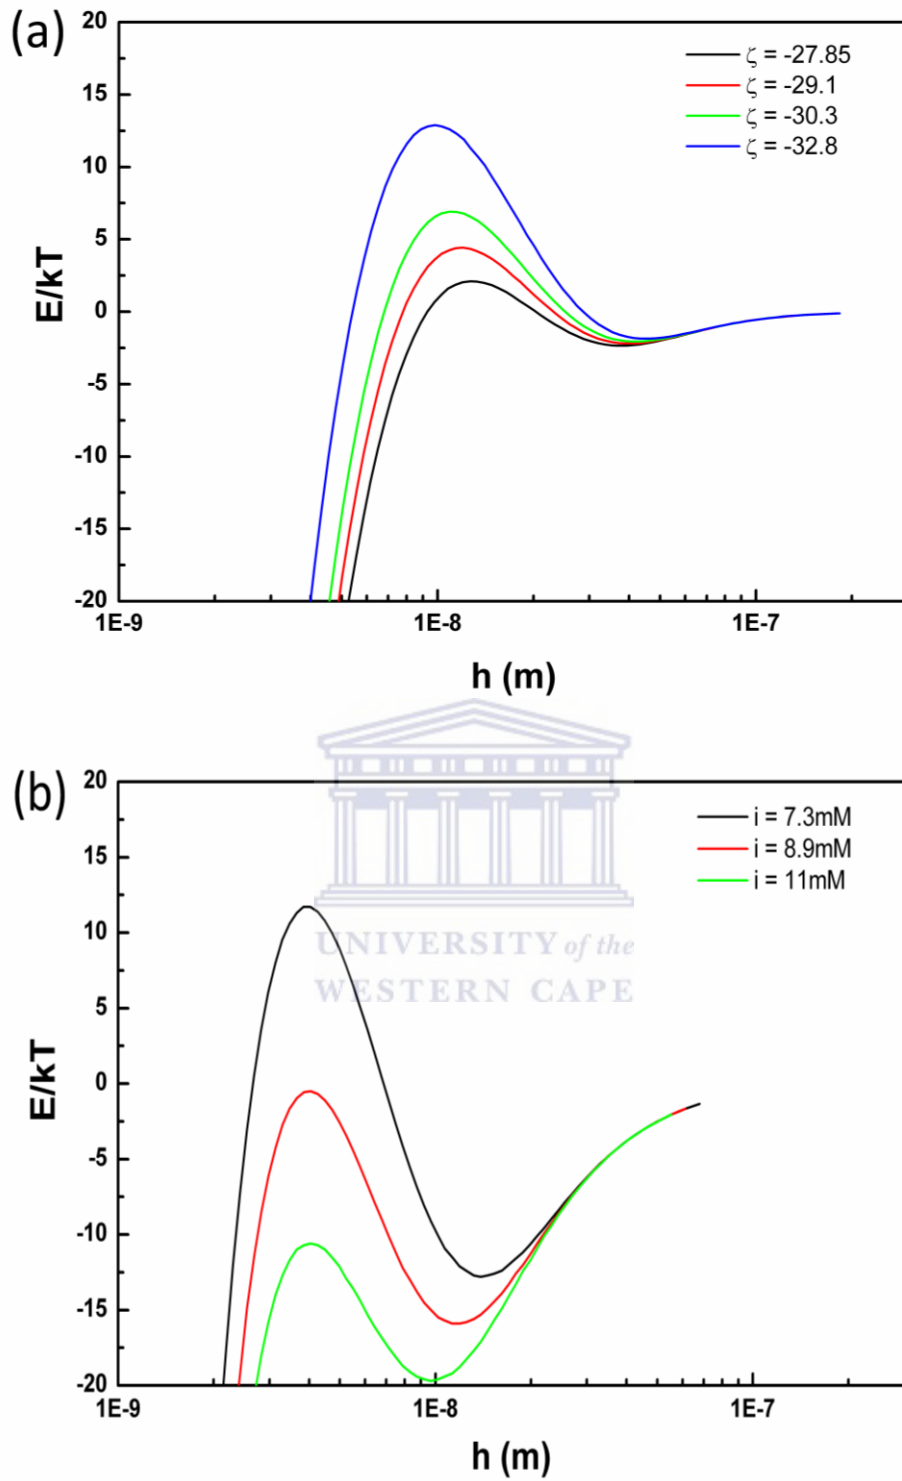 (a)
20
15
10
5
0
-5
-10
-15
-20
E/kT
ζ = -27.85
ζ = -29.1
ζ = -30.3
ζ = -32.8
1E-9
1E-8
1E-7
h (m)
(b)
20
15
10
5
0
-5
-10
-15
-20
E/kT
i = 7.3mM
i = 8.9mM
i = 11mM
UNIVERSITY of the
WESTERN CAPE
1E-9
1E-8
1E-7
h (m)